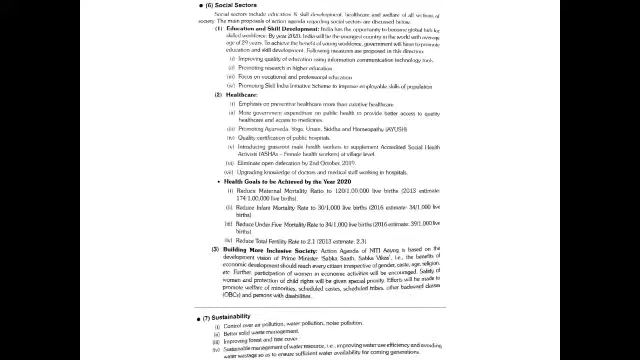 (6) Social Sectors
Social sectors include education & skill development, healthcare and welfare of all sections of
society. The main proposals of action agenda regarding social sectors are discussed below:
(1) Education and Skill Development: India has the opportunity to become global hub for
skilled workforce. By year 2020, India will be the youngest country in the world with average
age of 29 years. To achieve the benefit of young workforce, government will have to promote
education and skill development. Following measures are proposed in this direction:
(i) Improving quality of education using information communication technology tools.
(ii) Promoting research in higher education
(iii) Focus on vocational and professional education
(iv) Promoting Skill India Initiative Scheme to improve employable skills of population
(2) Healthcare:
(i) Emphasis on preventive healthcare more than curative healthcare
(ii) More government expenditure on public health to provide better access to quality
healthcare and access to medicines.
(iii) Promoting Ayurveda, Yoga, Unani, Siddha and Homoeopathy (AYUSH)
(iv) Quality certification of public hospitals.
(v) Introducing grassroot male health workers to supplement Accredited Social Health
Activists (ASHAs - Female health workers) at village level.
(vi) Eliminate open defecation by 2nd October, 2019.
(vii) Upgrading knowledge of doctors and medical staff working in hospitals.
• Health Goals to be Achieved by the Year 2020
(i) Reduce Maternal Mortality Ratio to 120/1,00,000 live births (2013 estimate:
174/1,00,000 live births).
(ii) Reduce Infant Mortality Rate to 30/1,000 live births (2016 estimate: 34/1,000 live
births)
(iii) Reduce Under Five Mortality Rate to 34/1,000 live births (2016 estimate: 39/1,000 live
births)
(iv) Reduce Total Fertility Rate to 2.1 (2013 estimate: 2.3)
(3) Building More Inclusive Society: Action Agenda of NITI Aayog is based on the
development vision of Prime Minister 'Sabka Saath, Sabka Vikas', i.e., the benefits of
economic development should reach every citizen irrespective of gender, caste, age, religion,
etc. Further, participation of women in economic activities will be encouraged. Safety of
women and protection of child rights will be given special priority. Efforts will be made to
promote welfare of minorities, scheduled castes, scheduled tribes, other backward classes
(OBCs) and persons with disabilities.
(7) Sustainability
(i) Control over air pollution, water pollution, noise pollution.
(ii) Better solid waste management.
(iii) Improving forest and tree cover
(iv) Sustainable management of water resource, i.e., improving water use efficiency and avoiding
water wastage so as to ensure sufficient water availability for coming generations.